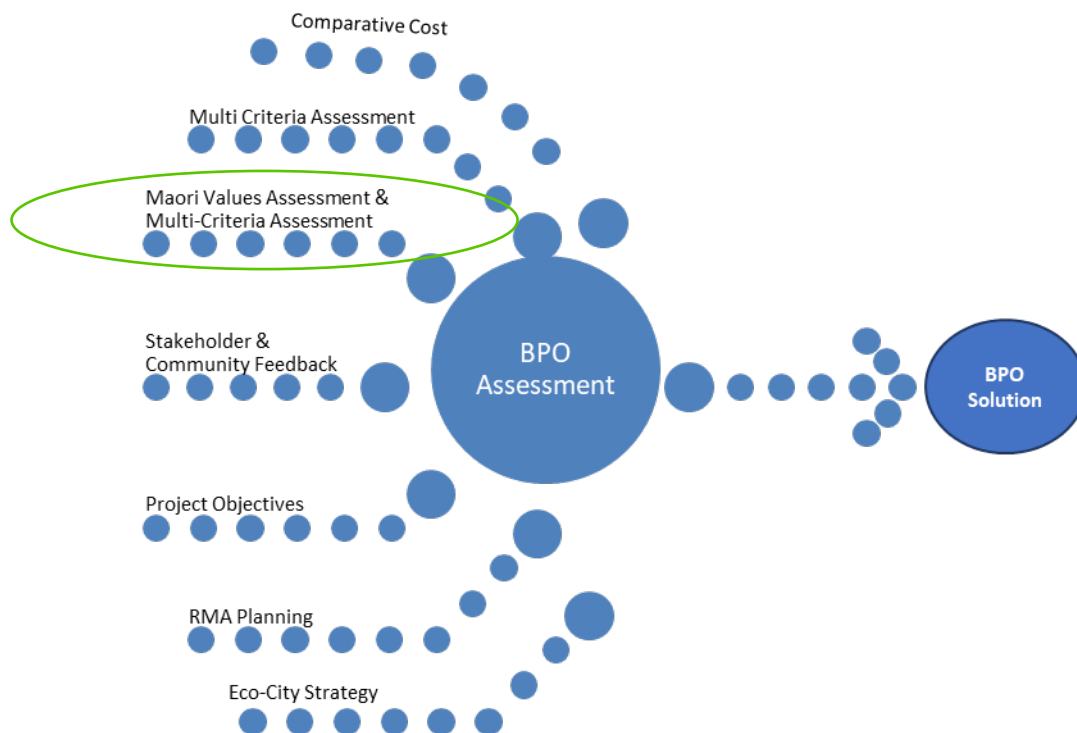 Comparative Cost
Multi Criteria Assessment
Maori Values Assessment &
Multi-Criteria Assessment
Stakeholder &
Community Feedback
BPO
Assessment
BPO
Solution
Project Objectives
RMA Planning
Eco-City Strategy